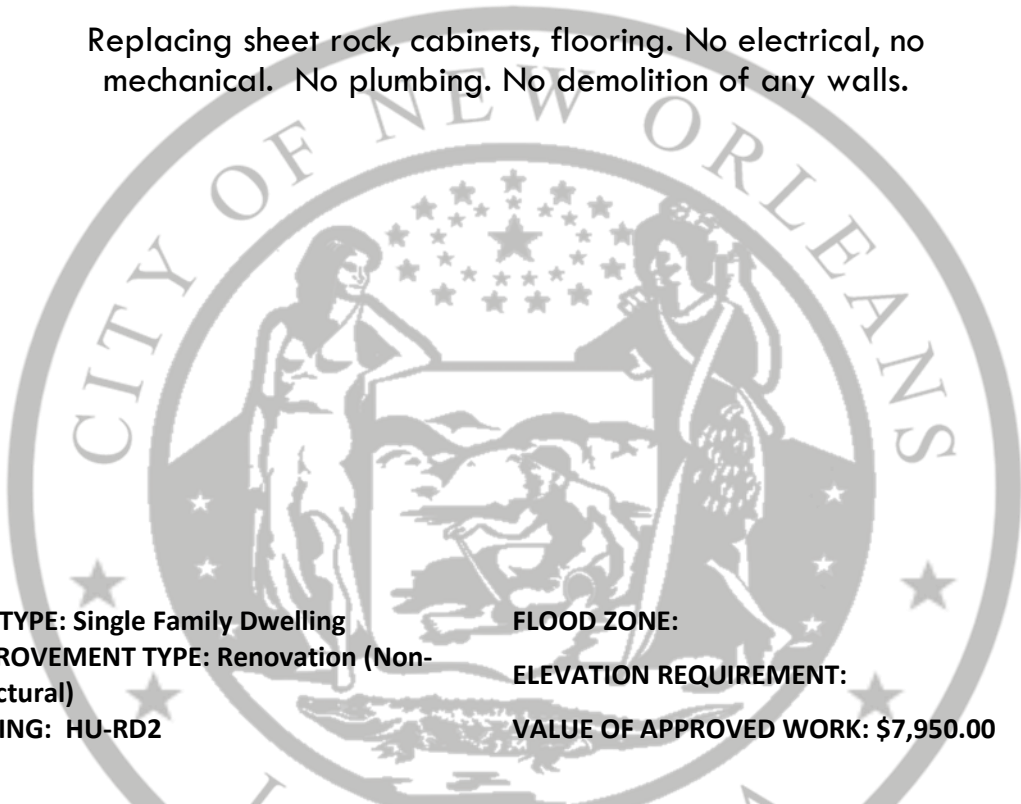 Replacing sheet rock, cabinets, flooring. No electrical, no
mechanical.  No plumbing. No demolition of any walls.
CITY OF NEW ORLEANS
TYPE: Single Family Dwelling
ROVEMENT TYPE: Renovation (Non-
ctural)
ING:  HU-RD2
FLOOD ZONE:
ELEVATION REQUIREMENT:
VALUE OF APPROVED WORK: $7,950.00